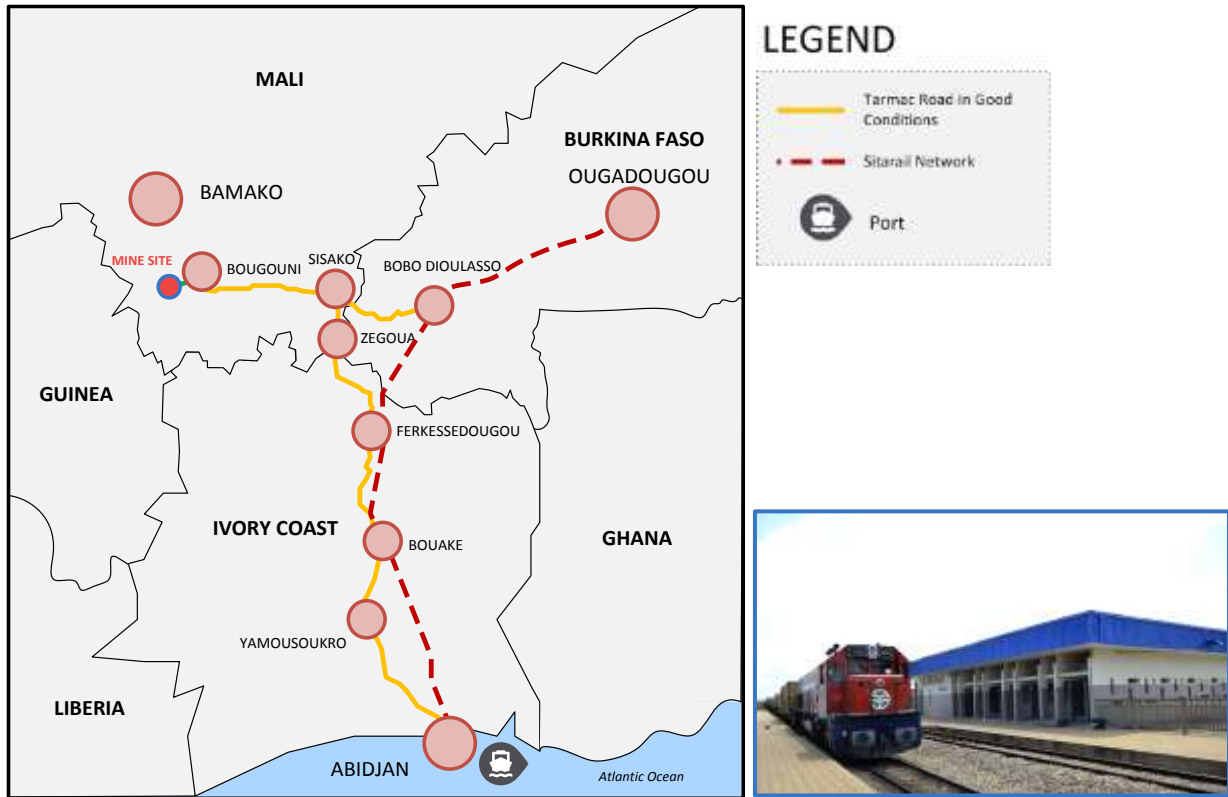 MALI
BURKINA FASO
OUGADOUGOU
BAMAKO
MINE SITE
BOUGOUNI
SISAKO
BOBO DIOULASSO
ZEGOUA
GUINEA
FERKESSEDOUGOU
IVORY COAST
BOUAKE
GHANA
YAMOUSOUKRO
LIBERIA
ABIDJAN
Atlantic Ocean
LEGEND
Tarmac Road in Good
Conditions
Sitarail Network
Port